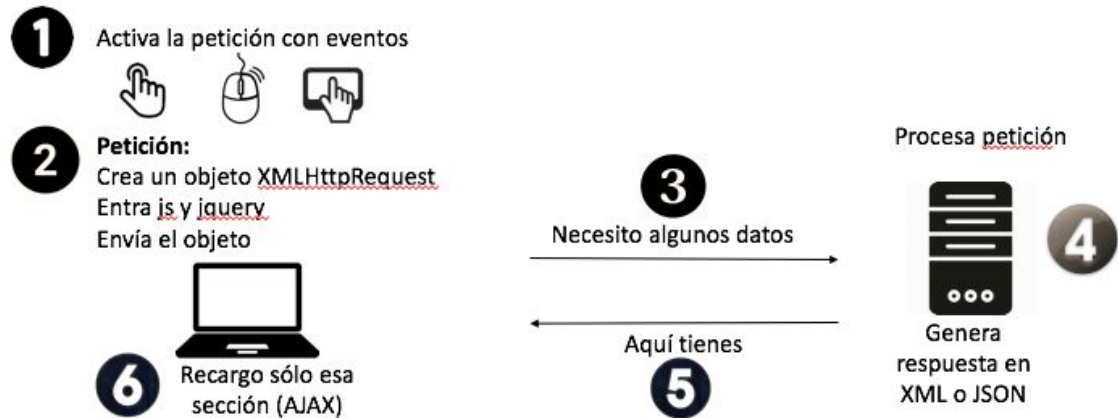 1
Activa la petición con eventos
2
Petición:
Crea un objeto XMLHttpRequest
Entra js y jquery
Envía el objeto
3
Necesito algunos datos
Procesa petición
4
Genera
respuesta en
XML o JSON
Aquí tienes
5
6
Recargo sólo esa
sección (AJAX)